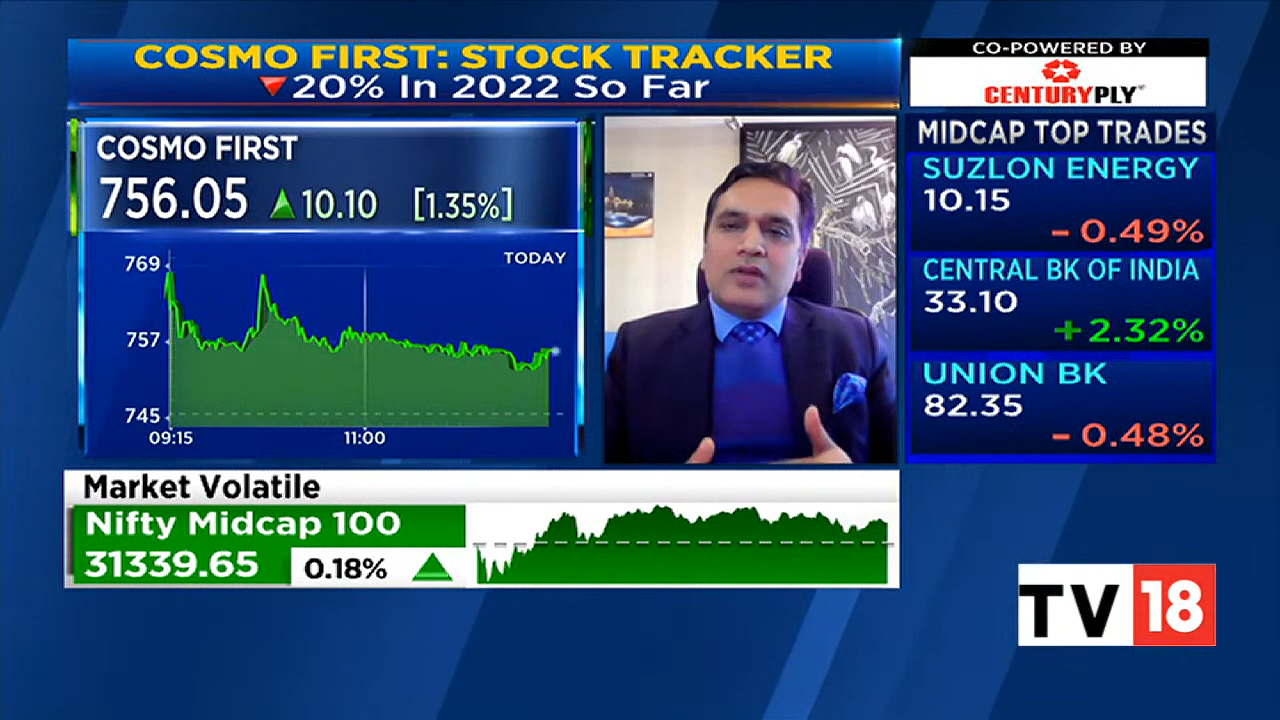 COSMO FIRST: STOCK TRACKER
▼20% In 2022 So Far
CO-POWERED BY
CENTURYPLY®
COSMO FIRST
756.05 ▲10.10 [1.35%]
TODAY
769
757
745
09:15 11:00
MIDCAP TOP TRADES
SUZLON ENERGY
10.15
- 0.49%
CENTRAL BK OF INDIA
33.10
+2.32%
UNION BK
82.35
- 0.48%
Market Volatile
Nifty Midcap 100
31339.65 0.18% ▲
TV18